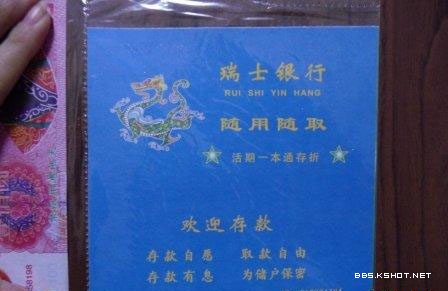 瑞士银行
RUI SHI YIN HANG
随用随取
活期一本通存折
欢迎存款
存款自愿 取款自由
存款有息 为储户保密
8198
BBS.KSHOT.NET